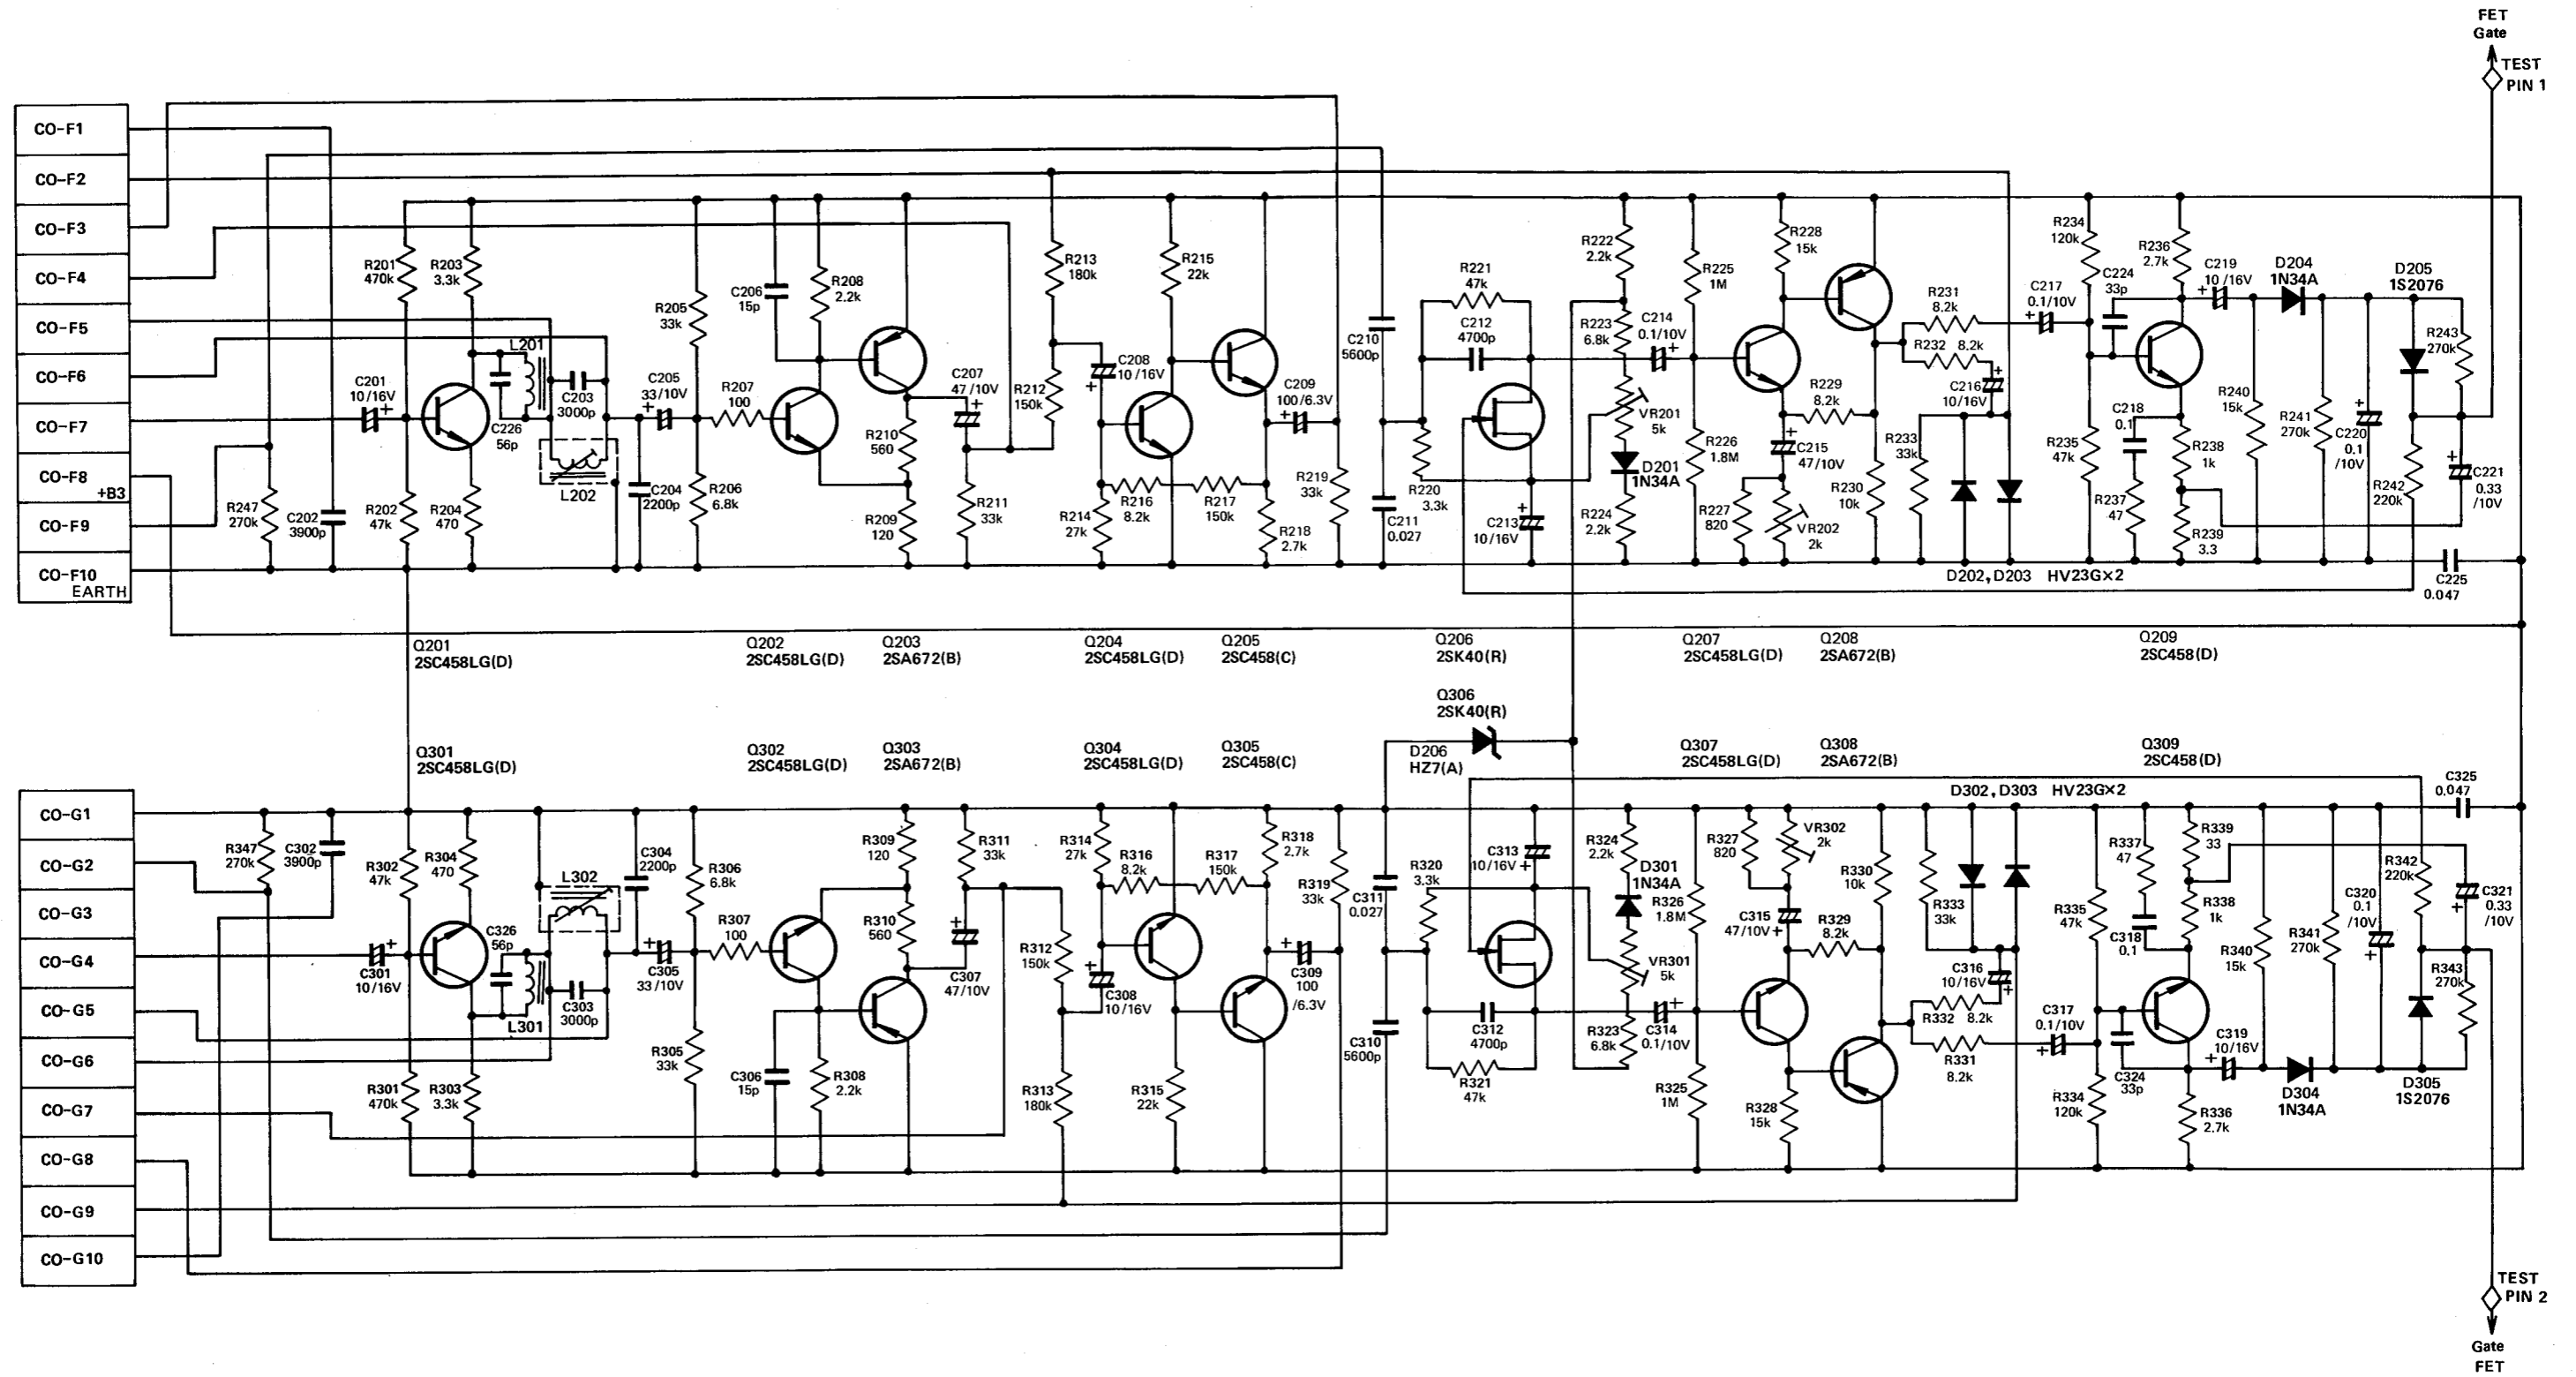 FET
Gate
TEST
PIN 1
CO-F1
CO-F2
CO-F3
CO-F4
CO-F5
CO-F6
CO-F7
CO-F8
+B3
CO-F9
CO-F10
EARTH
R201
470k
R203
3.3k
L201
C201
10/16V
C226
56p
C203
3000p
L202
R247
270k
C202
3900p
R202
47k
R204
470
C204
2200p
R205
33k
C205
33/10V
R206
6.8k
R207
100
C206
15p
R208
2.2k
R210
560
R209
120
C207
47/10V
R211
33k
R212
150k
R213
180k
C208
10/16V
R215
22k
R214
27k
R216
8.2k
R217
150k
C209
100/6.3V
R218
2.7k
R219
33k
C210
5600p
C211
0.027
R221
47k
C212
4700p
R220
3.3k
C213
10/16V
R222
2.2k
R223
6.8k
VR201
5k
D201
1N34A
R224
2.2k
C214
0.1/10V
R225
1M
R226
1.8M
R228
15k
R229
8.2k
C215
47/10V
R227
820
VR202
2k
R230
10k
R231
8.2k
R232 8.2k
C216
10/16V
R233
33k
D202,D203 HV23G×2
C217
0.1/10V
R234
120k
C224
33p
R236
2.7k
R235
47k
C218
0.1
R237
47
R238
1k
R239
3.3
C219
10/16V
D204
1N34A
R240
15k
R241
270k
C220
0.1
/10V
D205
1S2076
R243
270k
R242
220k
C221
0.33
/10V
C225
0.047
Q201
2SC458LG(D)
Q202
2SC458LG(D)
Q203
2SA672(B)
Q204
2SC458LG(D)
Q205
2SC458(C)
Q206
2SK40(R)
Q207
2SC458LG(D)
Q208
2SA672(B)
Q209
2SC458(D)
Q306
2SK40(R)
Q301
2SC458LG(D)
Q302
2SC458LG(D)
Q303
2SA672(B)
Q304
2SC458LG(D)
Q305
2SC458(C)
D206
HZ7(A)
Q307
2SC458LG(D)
Q308
2SA672(B)
Q309
2SC458(D)
D302,D303 HV23G×2
C325
0.047
CO-G1
CO-G2
CO-G3
CO-G4
CO-G5
CO-G6
CO-G7
CO-G8
CO-G9
CO-G10
R347
270k
C302
3900p
R302
47k
R304
470
L302
C304
2200p
R306
6.8k
C301
10/16V
C326
56p
L301
C303
3000p
C305
33/10V
R307
100
R301
470k
R303
3.3k
R305
33k
C306
15p
R308
2.2k
R309
120
R310
560
R311
33k
C307
47/10V
R312
150k
R313
180k
R314
27k
R316
8.2k
R317
150k
R318
2.7k
C308
10/16V
R315
22k
C309
100
/6.3V
R319
33k
C311
0.027
C310
5600p
R320
3.3k
C313
10/16V
C312
4700p
R321
47k
R324
2.2k
D301
1N34A
VR301
5k
R323
6.8k
C314
0.1/10V
R326
1.8M
R325
1M
R327
820
VR302
2k
C315
47/10V
R329
8.2k
R328
15k
R330
10k
R333
33k
C316
10/16V
R332 8.2k
R331
8.2k
C317
0.1/10V
R335
47k
R334
120k
C324
33p
R337
47
C318
0.1
R339
33
R338
1k
R336
2.7k
C319
10/16V
D304
1N34A
R340
15k
R341
270k
C320
0.1
/10V
R342
220k
C321
0.33
/10V
R343
270k
D305
1S2076
TEST
PIN 2
Gate
FET